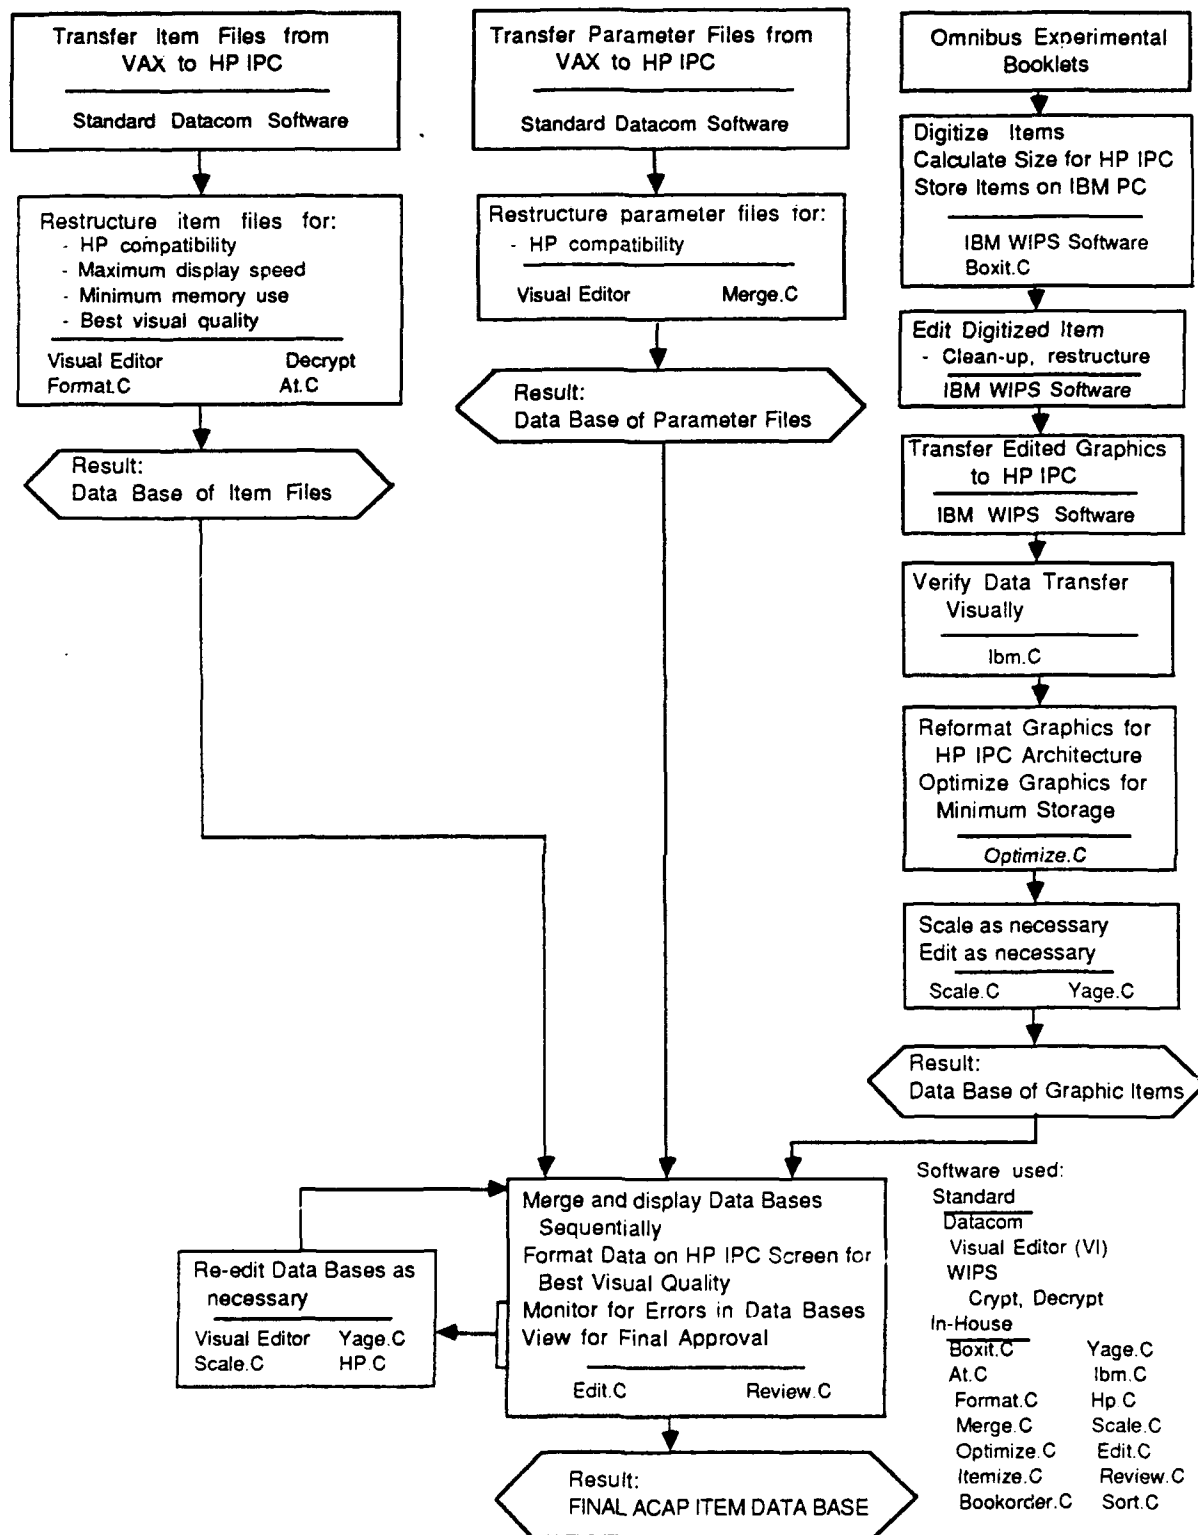 Transfer Item Files from
VAX to HP IPC
Standard Datacom Software
Restructure item files for:
- HP compatibility
- Maximum display speed
- Minimum memory use
- Best visual quality
Visual Editor Decrypt
Format.C At.C
Result:
Data Base of Item Files
Transfer Parameter Files from
VAX to HP IPC
Standard Datacom Software
Restructure parameter files for:
- HP compatibility
Visual Editor Merge.C
Result:
Data Base of Parameter Files
Omnibus Experimental
Booklets
Digitize Items
Calculate Size for HP IPC
Store Items on IBM PC
IBM WIPS Software
Boxit.C
Edit Digitized Item
- Clean-up, restructure
IBM WIPS Software
Transfer Edited Graphics
to HP IPC
IBM WIPS Software
Verify Data Transfer
Visually
Ibm.C
Reformat Graphics for
HP IPC Architecture
Optimize Graphics for
Minimum Storage
Optimize.C
Scale as necessary
Edit as necessary
Scale.C Yage.C
Result:
Data Base of Graphic Items
Merge and display Data Bases
Sequentially
Format Data on HP IPC Screen for
Best Visual Quality
Monitor for Errors in Data Bases
View for Final Approval
Edit.C Review.C
Re-edit Data Bases as
necessary
Visual Editor Yage.C
Scale.C HP.C
Result:
FINAL ACAP ITEM DATA BASE
Software used:
Standard
Datacom
Visual Editor (VI)
WIPS
Crypt, Decrypt
In-House
Boxit.C Yage.C
At.C Ibm.C
Format.C Hp.C
Merge.C Scale.C
Optimize.C Edit.C
Itemize.C Review.C
Bookorder.C Sort.C